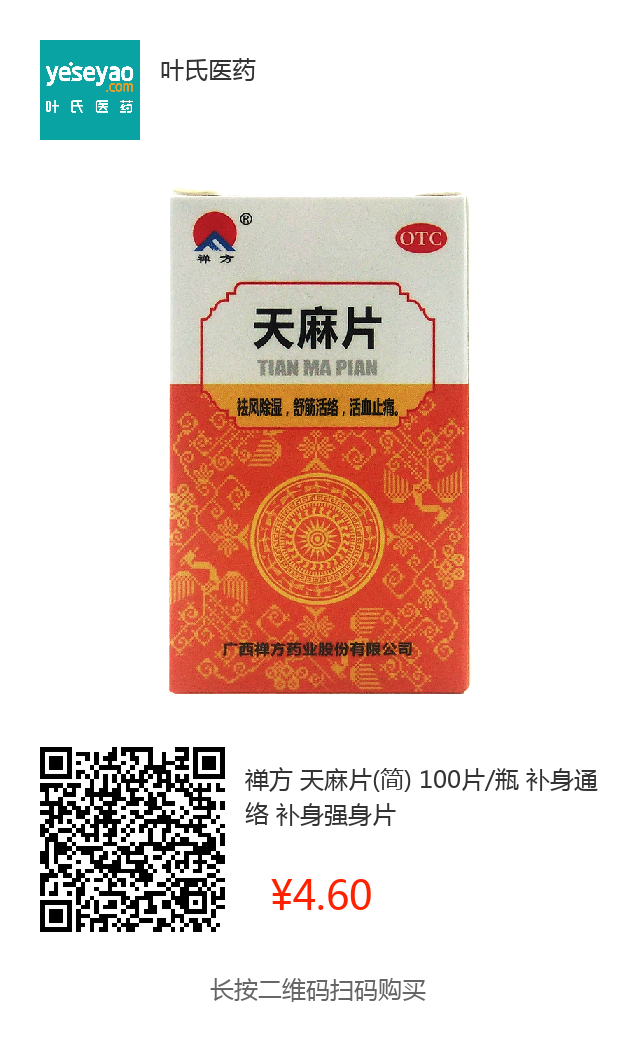 yeseyao
.com
叶氏医药
叶氏医药
®
禅方
OTC
天麻片
TIAN MA PIAN
祛风除湿，舒筋活络，活血止痛。
广西禅方药业股份有限公司
禅方 天麻片(简) 100片/瓶 补身通
络 补身强身片
¥4.60
长按二维码扫码购买